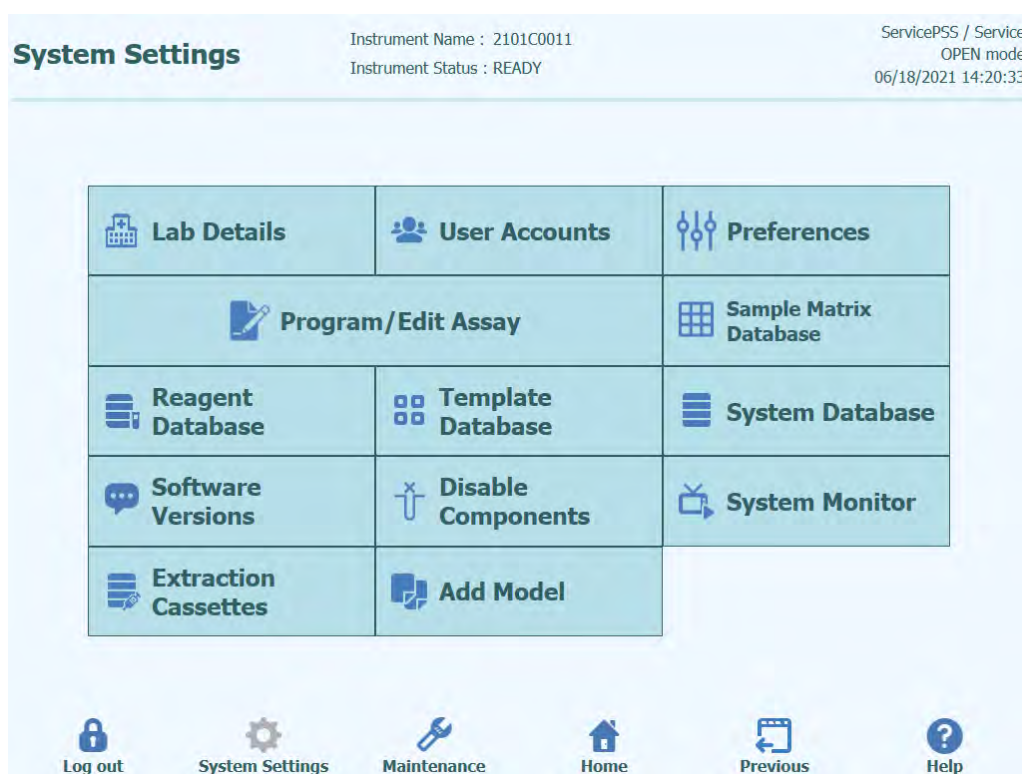 System Settings
Instrument Name : 2101C0011
Instrument Status : READY
ServicePSS / Service
OPEN mode
06/18/2021 14:20:33
Lab Details
User Accounts
Preferences
Program/Edit Assay
Sample Matrix
Database
Reagent
Database
Template
Database
System Database
Software
Versions
Disable
Components
System Monitor
Extraction
Cassettes
Add Model
Log out
System Settings
Maintenance
Home
Previous
Help